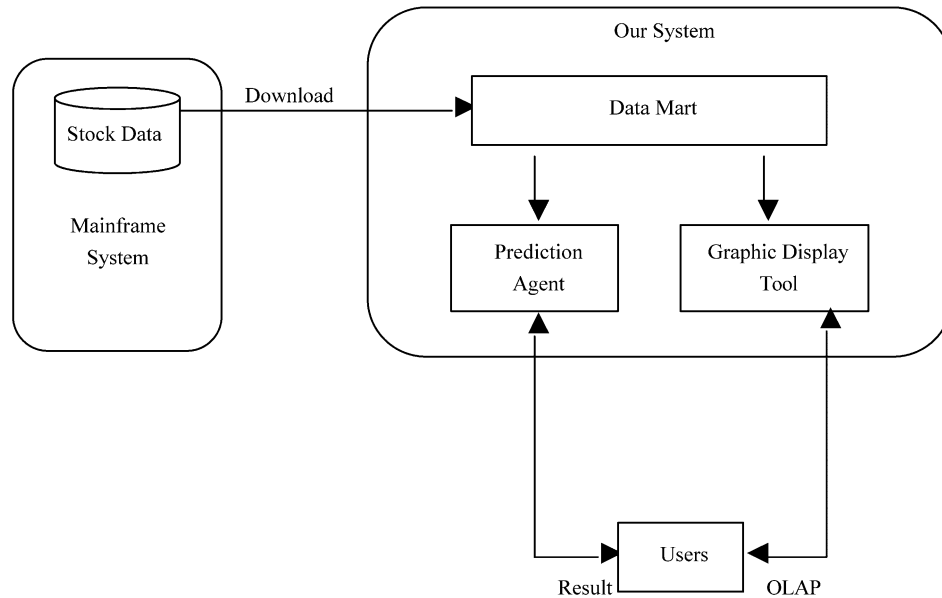 Our System
Download
Data Mart
Stock Data
Mainframe
System
Prediction
Agent
Graphic Display
Tool
Users
Result
OLAP